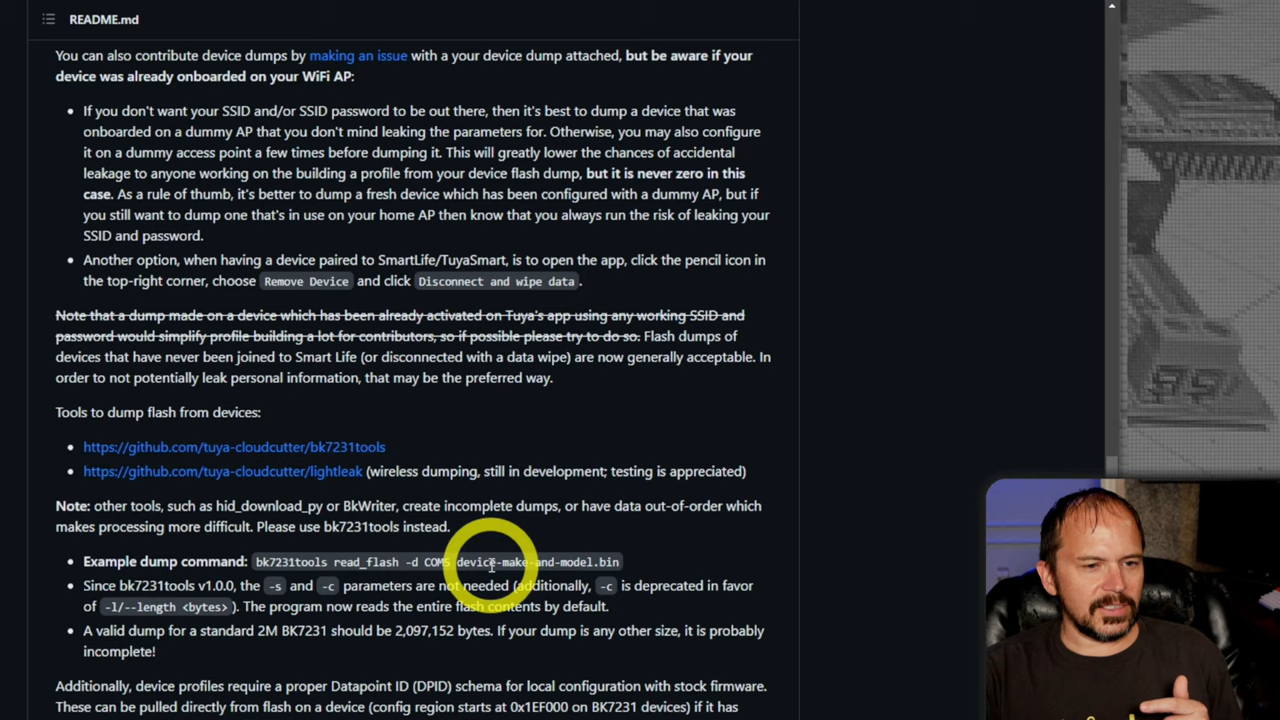 README.md
You can also contribute device dumps by making an issue with a your device dump attached, but be aware if your
device was already onboarded on your WiFi AP:
If you don't want your SSID and/or SSID password to be out there, then it's best to dump a device that was
onboarded on a dummy AP that you don't mind leaking the parameters for. Otherwise, you may also configure
it on a dummy access point a few times before dumping it. This will greatly lower the chances of accidental
leakage to anyone working on the building a profile from your device flash dump, but it is never zero in this
case. As a rule of thumb, it's better to dump a fresh device which has been configured with a dummy AP, but if
you still want to dump one that's in use on your home AP then know that you always run the risk of leaking your
SSID and password.
Another option, when having a device paired to SmartLife/TuyaSmart, is to open the app, click the pencil icon in
the top-right corner, choose Remove Device and click Disconnect and wipe data.
Note that a dump made on a device which has been already activated on Tuya's app using any working SSID and
password would simplify profile building a lot for contributors, so if possible please try to do so. Flash dumps of
devices that have never been joined to Smart Life (or disconnected with a data wipe) are now generally acceptable. In
order to not potentially leak personal information, that may be the preferred way.
Tools to dump flash from devices:
https://github.com/tuya-cloudcutter/bk7231tools
https://github.com/tuya-cloudcutter/lightleak (wireless dumping, still in development; testing is appreciated)
Note: other tools, such as hid_download_py or BkWriter, create incomplete dumps, or have data out-of-order which
makes processing more difficult. Please use bk7231tools instead.
Example dump command: bk7231tools read_flash -d COM5 device-make-and-model.bin
Since bk7231tools v1.0.0, the -s and -c parameters are not needed (additionally, -c is deprecated in favor
of -l/--length <bytes>). The program now reads the entire flash contents by default.
A valid dump for a standard 2M BK7231 should be 2,097,152 bytes. If your dump is any other size, it is probably
incomplete!
Additionally, device profiles require a proper Datapoint ID (DPID) schema for local configuration with stock firmware.
These can be pulled directly from flash on a device (config region starts at 0x1EF000 on BK7231 devices) if it has